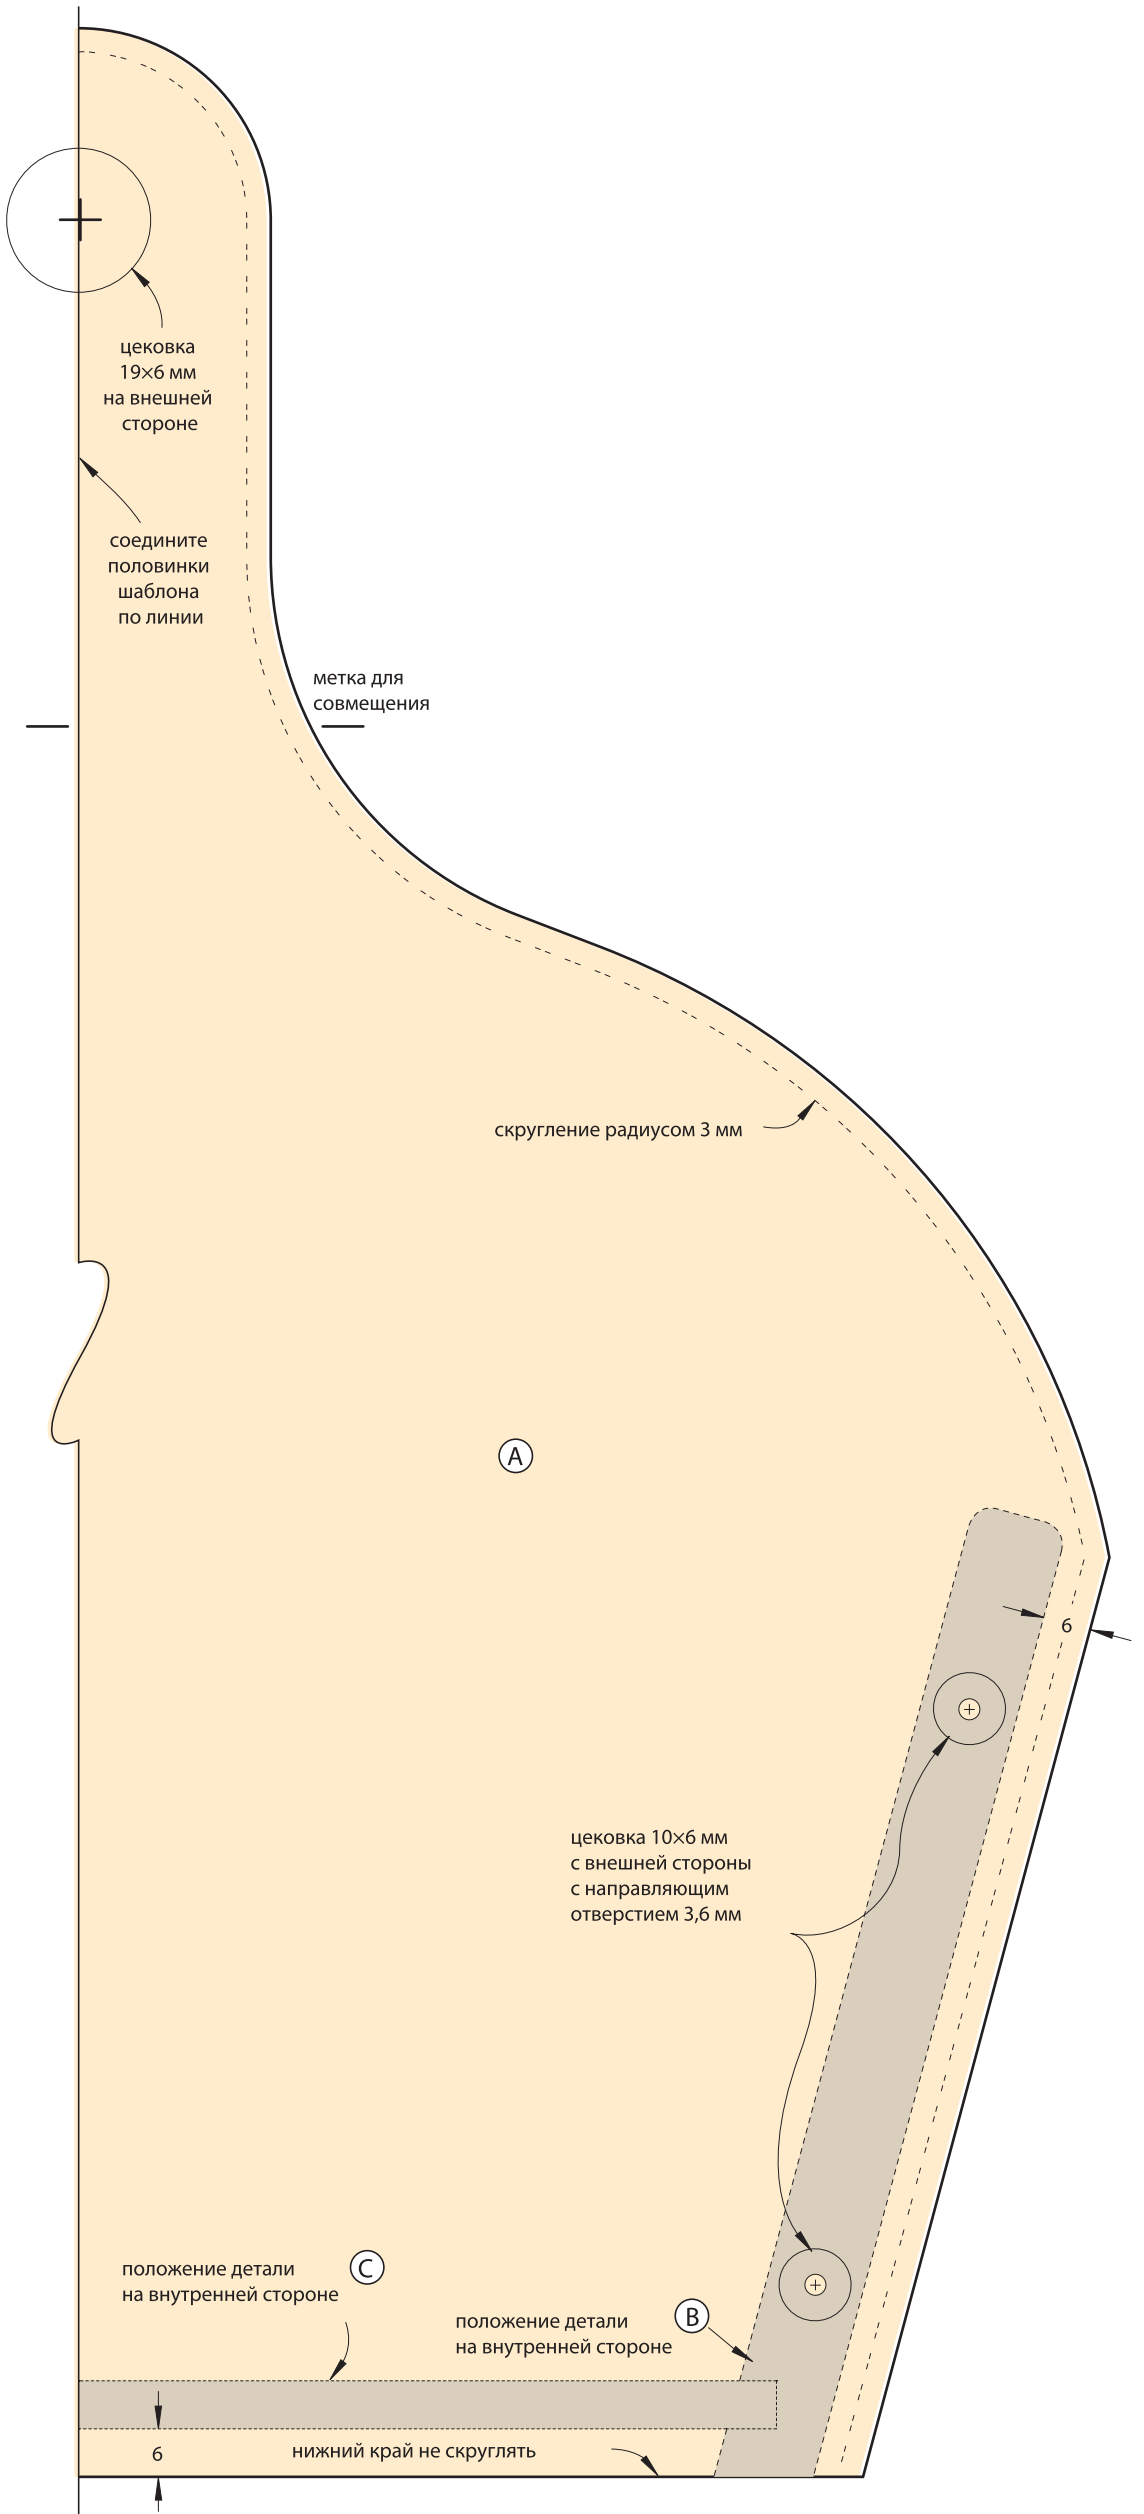 цековка
19×6 мм
на внешней
стороне
соедините
половинки
шаблона
по линии
метка для
совмещения
скругление радиусом 3 мм
A
6
цековка 10×6 мм
с внешней стороны
с направляющим
отверстием 3,6 мм
положение детали
на внутренней стороне
C
положение детали
на внутренней стороне
B
6
нижний край не скруглять